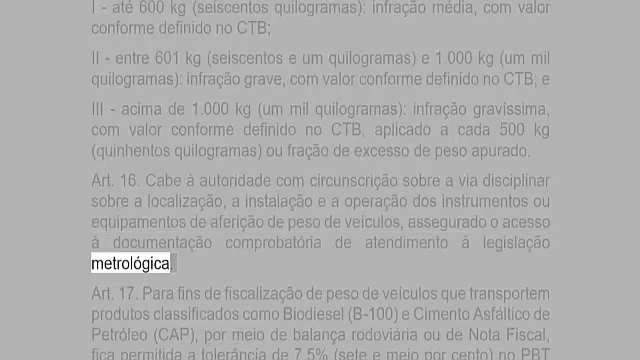 I - até 600 kg (seiscentos quilogramas): infração média, com valor
conforme definido no CTB;
II - entre 601 kg (seiscentos e um quilogramas) e 1.000 kg (um mil
quilogramas): infração grave, com valor conforme definido no CTB; e
III - acima de 1.000 kg (um mil quilogramas): infração gravíssima,
com valor conforme definido no CTB, aplicado a cada 500 kg
(quinhentos quilogramas) ou fração de excesso de peso apurado.
Art. 16. Cabe à autoridade com circunscrição sobre a via disciplinar
sobre a localização, a instalação e a operação dos instrumentos ou
equipamentos de aferição de peso de veículos, assegurado o acesso
à documentação comprobatória de atendimento à legislação
metrológica.
Art. 17. Para fins de fiscalização de peso de veículos que transportem
produtos classificados como Biodiesel (B-100) e Cimento Asfáltico de
Petróleo (CAP), por meio de balança rodoviária ou de Nota Fiscal,
fica permitida a tolerância de 7,5% (sete e meio por cento) no PBT